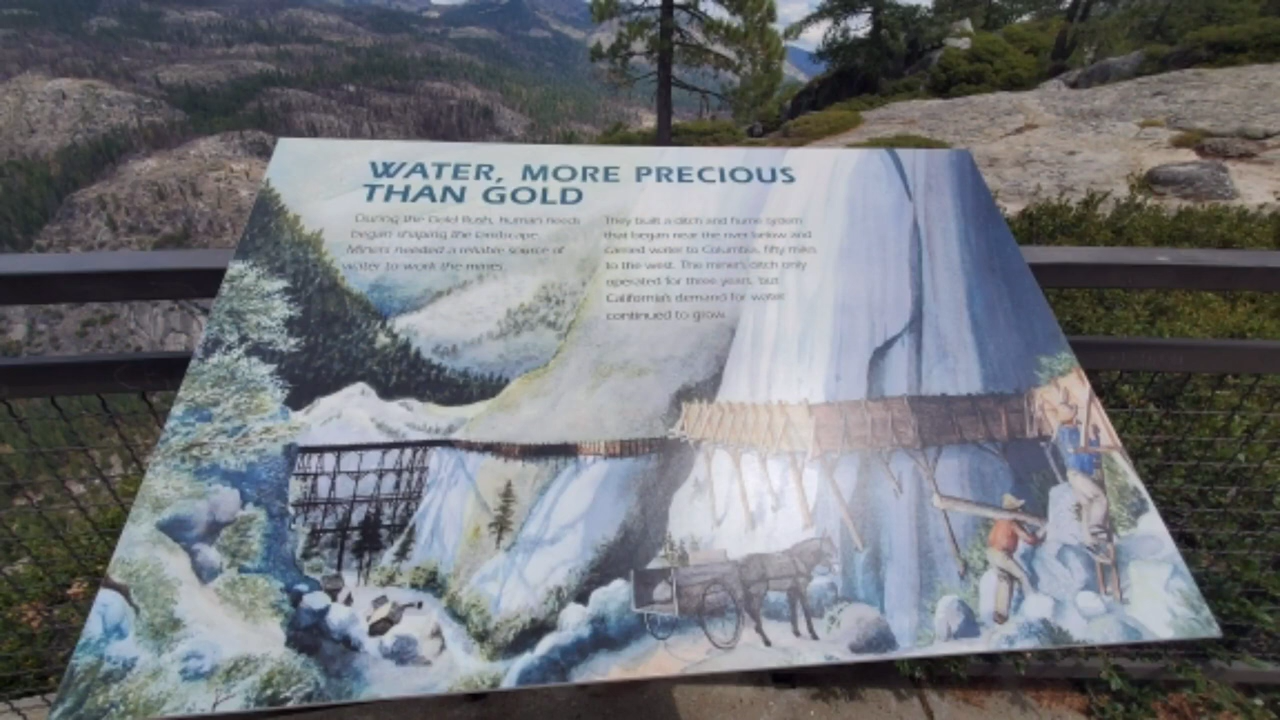 WATER, MORE PRECIOUS
THAN GOLD
During the Gold Rush, human needs
began shaping the landscape.
Miners needed a reliable source of
water to work the mines.
They built a ditch and flume system
that began near the river below and
carried water to Columbia, fifty miles
to the west. The miner's ditch only
operated for three years, but
California's demand for water
continued to grow.